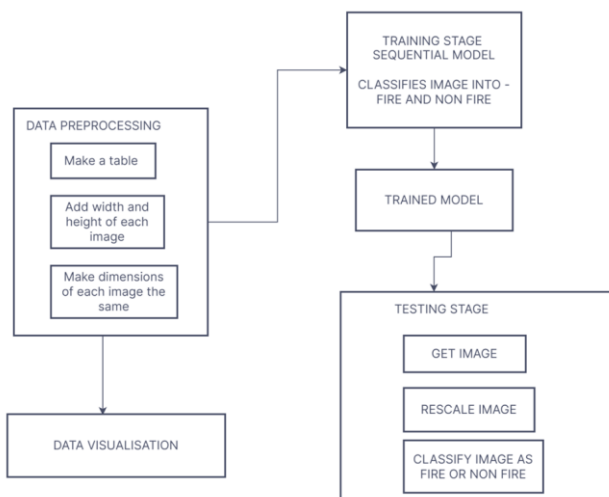 TRAINING STAGE
SEQUENTIAL MODEL
CLASSIFIES IMAGE INTO -
FIRE AND NON FIRE
DATA PREPROCESSING
Make a table
Add width and
height of each
image
Make dimensions
of each image the
same
DATA VISUALISATION
TRAINED MODEL
TESTING STAGE
GET IMAGE
RESCALE IMAGE
CLASSIFY IMAGE AS
FIRE OR NON FIRE